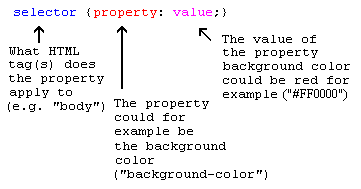 selector {property: value;}
What HTML
tag(s) does
the property
apply to
(e.g. "body")
The property
could for
example be
the background
color
("background-color")
The value of
the property
background color
could be red for
example ("#FF0000")